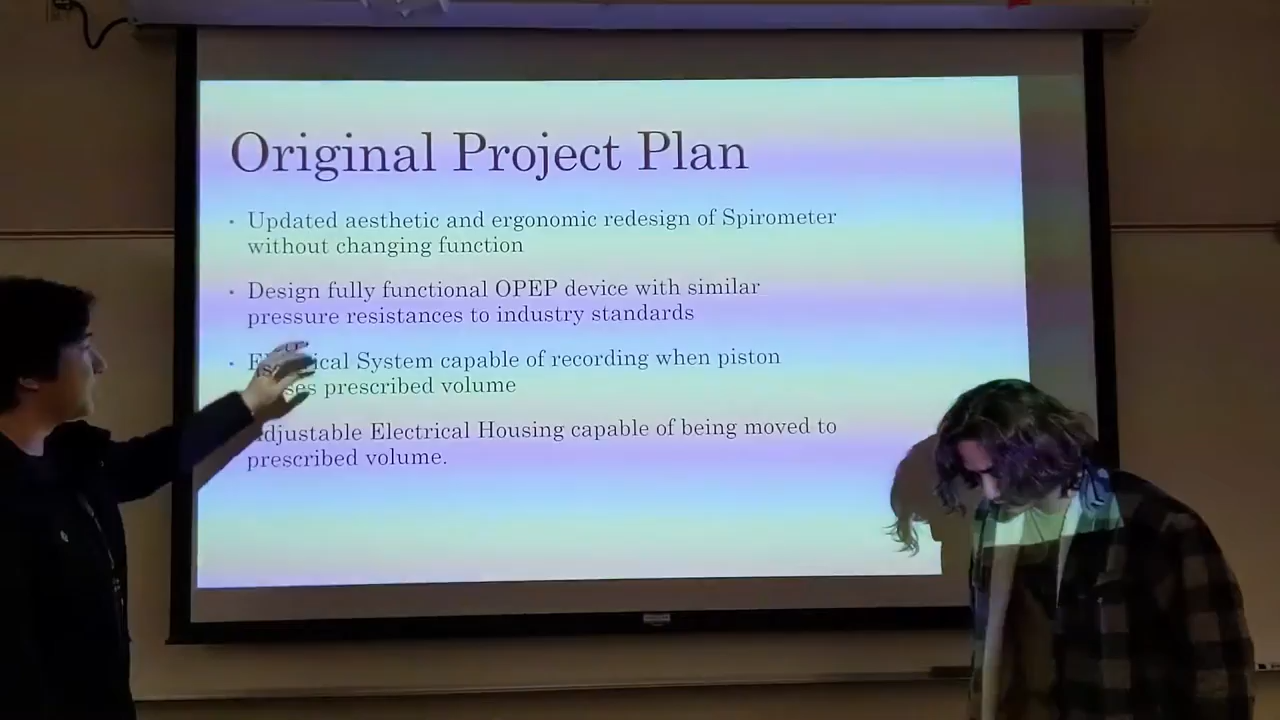 Original Project Plan
• Updated aesthetic and ergonomic redesign of Spirometer
without changing function
• Design fully functional OPEP device with similar
pressure resistances to industry standards
• System capable of recording when piston
prescribed volume
Adjustable Electrical Housing capable of being moved to
prescribed volume.